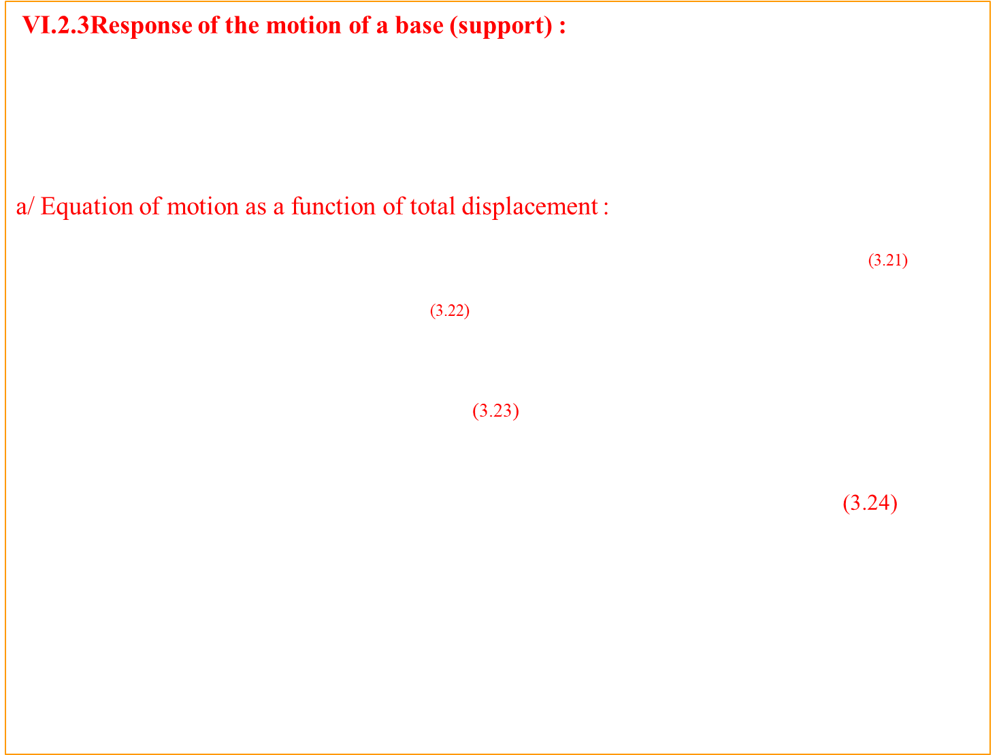 VI.2.3Response of the motion of a base (support) :
a/ Equation of motion as a function of total displacement :
(3.21)
(3.22)
(3.23)
(3.24)